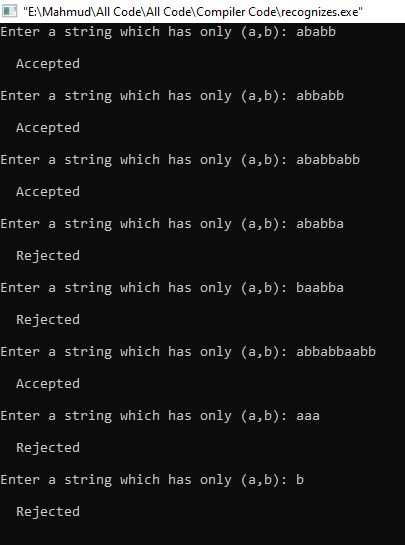 "E:\Mahmud\All Code\All Code\Compiler Code\recognizes.exe"
Enter a string which has only (a,b): ababb
Accepted
Enter a string which has only (a,b): abbabb
Accepted
Enter a string which has only (a,b): ababbabb
Accepted
Enter a string which has only (a,b): ababba
Rejected
Enter a string which has only (a,b): baabba
Rejected
Enter a string which has only (a,b): abbabbaabb
Accepted
Enter a string which has only (a,b): aaa
Rejected
Enter a string which has only (a,b): b
Rejected